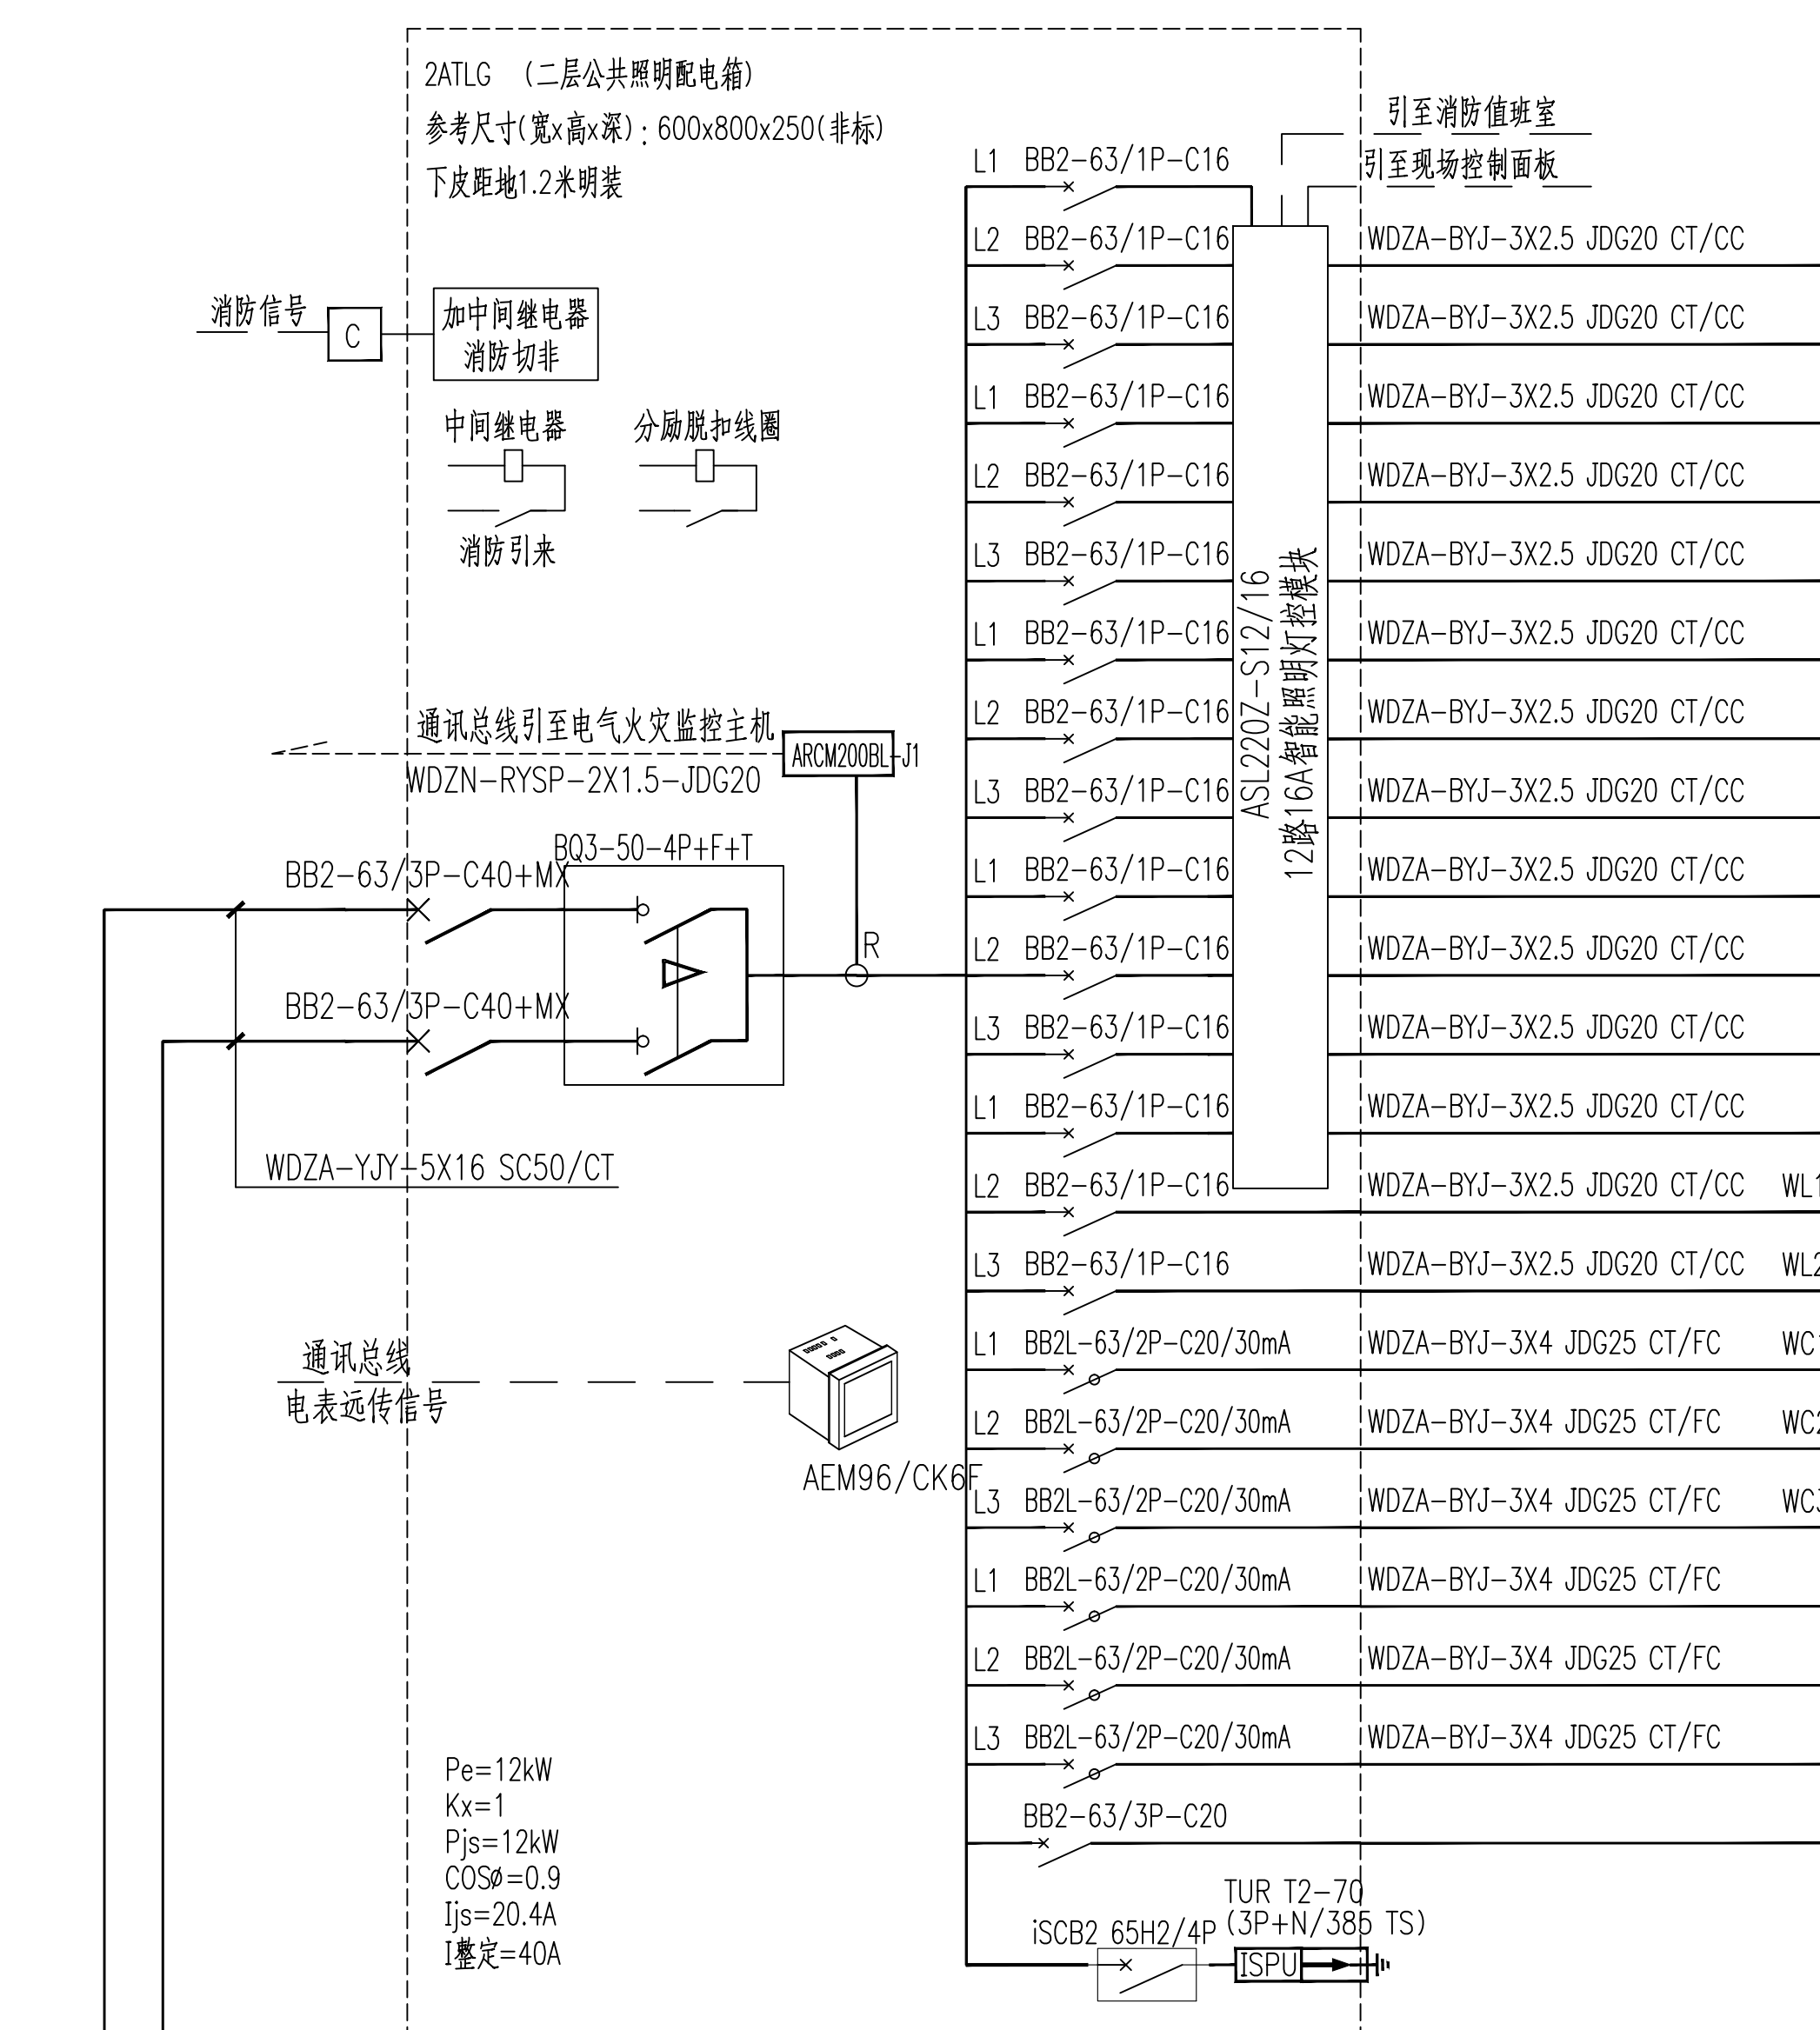 2ATLG （二层公共照明配电箱）
参考尺寸(宽x高x深)：600x800x250(非标)
下皮距地1.2米明装
引至消防值班室
引至现场控制面板
消防信号
C
加中间继电器
消防切非
中间继电器
分励脱扣线圈
消防引来
通讯总线引至电气火灾监控主机
WDZN-RYSP-2X1.5-JDG20
ARCM200BL-J1
BQ3-50-4P+F+T
BB2-63/3P-C40+MX
R
BB2-63/3P-C40+MX
WDZA-YJY-5X16 SC50/CT
通讯总线
电表远传信号
AEM96/CK6F
Pe=12kW
Kx=1
Pjs=12kW
COSø=0.9
Ijs=20.4A
I整定=40A
L1 BB2-63/1P-C16
L2 BB2-63/1P-C16 WDZA-BYJ-3X2.5 JDG20 CT/CC
L3 BB2-63/1P-C16 WDZA-BYJ-3X2.5 JDG20 CT/CC
L1 BB2-63/1P-C16 WDZA-BYJ-3X2.5 JDG20 CT/CC
L2 BB2-63/1P-C16 WDZA-BYJ-3X2.5 JDG20 CT/CC
L3 BB2-63/1P-C16 WDZA-BYJ-3X2.5 JDG20 CT/CC
L1 BB2-63/1P-C16 WDZA-BYJ-3X2.5 JDG20 CT/CC
L2 BB2-63/1P-C16 WDZA-BYJ-3X2.5 JDG20 CT/CC
L3 BB2-63/1P-C16 WDZA-BYJ-3X2.5 JDG20 CT/CC
L1 BB2-63/1P-C16 WDZA-BYJ-3X2.5 JDG20 CT/CC
L2 BB2-63/1P-C16 WDZA-BYJ-3X2.5 JDG20 CT/CC
L3 BB2-63/1P-C16 WDZA-BYJ-3X2.5 JDG20 CT/CC
L1 BB2-63/1P-C16 WDZA-BYJ-3X2.5 JDG20 CT/CC
ASL220Z-S12/16
12路16A智能照明灯控模块
L2 BB2-63/1P-C16 WDZA-BYJ-3X2.5 JDG20 CT/CC WL1
L3 BB2-63/1P-C16 WDZA-BYJ-3X2.5 JDG20 CT/CC WL2
L1 BB2L-63/2P-C20/30mA WDZA-BYJ-3X4 JDG25 CT/FC WC1
L2 BB2L-63/2P-C20/30mA WDZA-BYJ-3X4 JDG25 CT/FC WC2
L3 BB2L-63/2P-C20/30mA WDZA-BYJ-3X4 JDG25 CT/FC WC3
L1 BB2L-63/2P-C20/30mA WDZA-BYJ-3X4 JDG25 CT/FC
L2 BB2L-63/2P-C20/30mA WDZA-BYJ-3X4 JDG25 CT/FC
L3 BB2L-63/2P-C20/30mA WDZA-BYJ-3X4 JDG25 CT/FC
BB2-63/3P-C20
TUR T2-70
iSCB2 65H2/4P (3P+N/385 TS)
ISPU